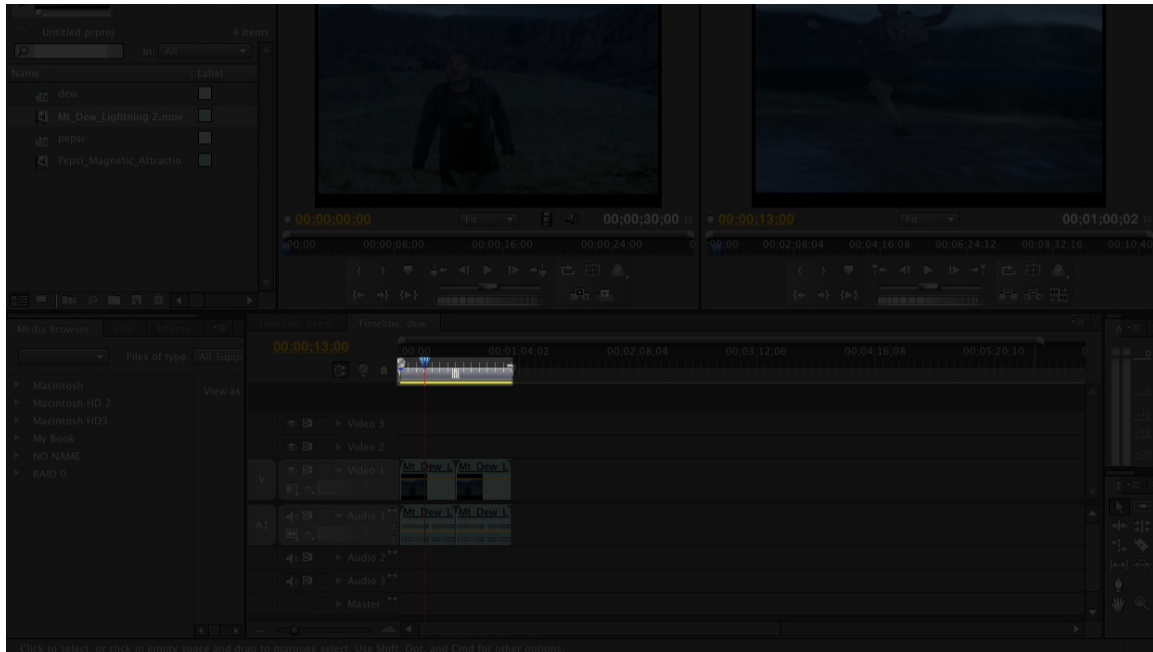 Untitled.prproj 4 Items
In: All
Name Label
dew
Mt_Dew_Lightning 2.mov
pepsi
Pepsi_Magnetic_Attractio
00;00;00;00 Fit 00;00;30;00
00;00 00;00;08;00 00;00;16;00 00;00;24;00 0
00;00;13;00 Fit 00;01;00;02
00;00 00;02;08;04 00;04;16;08 00;06;24;12 00;08;32;16 00;10;40
Media Browser Info Effects
Files of type: All Suppo
Macintosh
Macintosh HD 2
Macintosh HD3
My Book
NO NAME
RAID 0
View as
Timeline: pepsi Timeline: dew
00;00;13;00
00;00 00;01;04;02 00;02;08;04 00;03;12;06 00;04;16;08 00;05;20;10 0
Video 3
Video 2
V Video 1 Mt_Dew_L Mt_Dew_L
A1 Audio 1 Mt_Dew_L Mt_Dew_L
Audio 2
Audio 3
Master
Click to select, or click in empty space and drag to marquee select. Use Shift, Opt, and Cmd for other options.